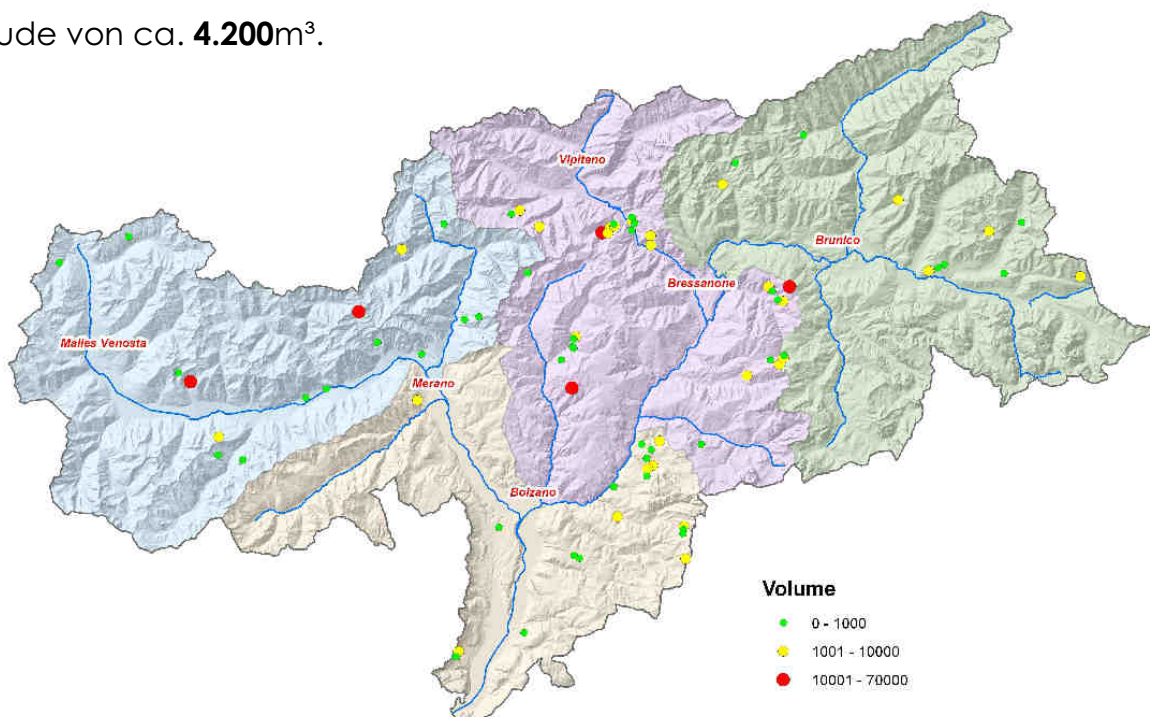 ude von ca. 4.200m³.
Vipiteno
Brunico
Bressanone
Malles Venosta
Merano
Bolzano
Volume
0 - 1000
1001 - 10000
10001 - 70000